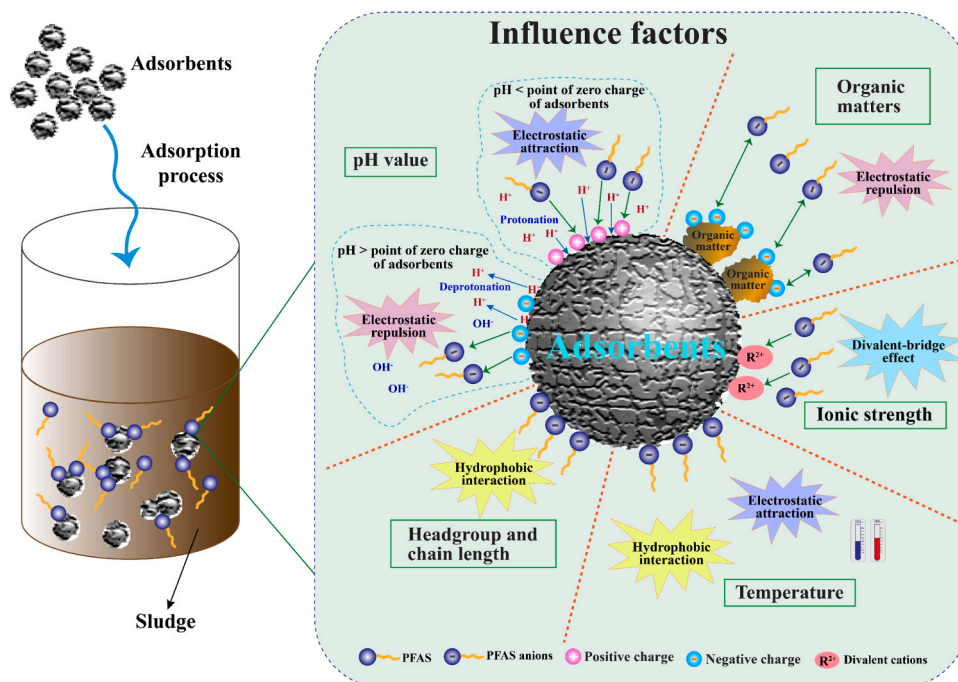 Adsorbents
Adsorption
process
Sludge
Influence factors
pH value
pH < point of zero charge
of adsorbents
Electrostatic
attraction
H⁺
H⁺
H⁺
H⁺
Protonation
H⁺
H⁺
pH > point of zero charge
of adsorbents
H⁺
Deprotonation
H⁺
OH⁻
Electrostatic
repulsion
OH⁻
OH⁻
Organic
matters
Electrostatic
repulsion
Organic
matter
Organic
matter
Adsorbents
R²⁺
R²⁺
Divalent-bridge
effect
Ionic strength
Hydrophobic
interaction
Headgroup and
chain length
Electrostatic
attraction
Hydrophobic
interaction
Temperature
PFAS
PFAS anions
Positive charge
Negative charge
R²⁺
Divalent cations